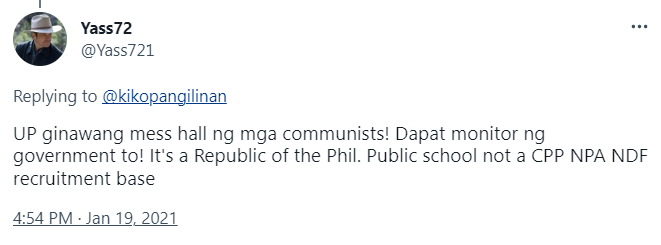 Yass72
@Yass721
Replying to @kikopangilinan
UP ginawang mess hall ng mga communists! Dapat monitor ng
government to! It's a Republic of the Phil. Public school not a CPP NPA NDF
recruitment base
4:54 PM · Jan 19, 2021